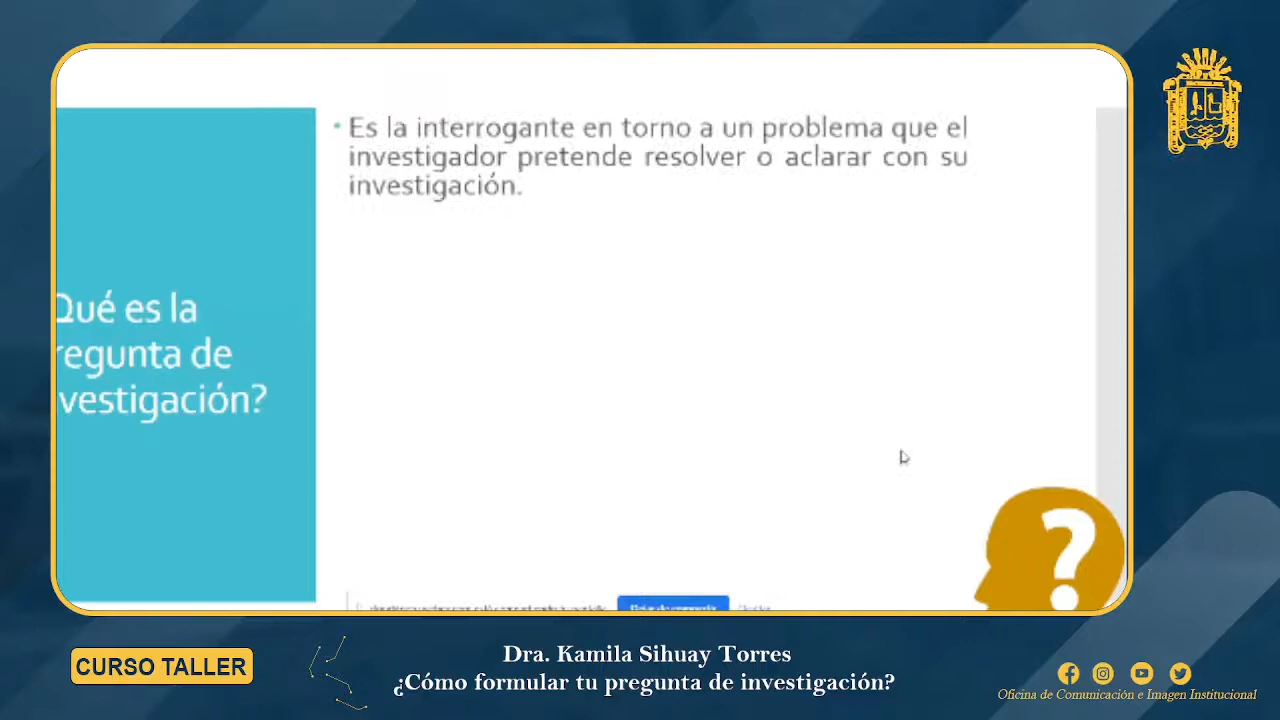 Es la interrogante en torno a un problema que el
investigador pretende resolver o aclarar con su
investigación.
Qué es la
regunta de
vestigación?
?
CURSO TALLER
Dra. Kamila Sihuay Torres
¿Cómo formular tu pregunta de investigación?
Oficina de Comunicación e Imagen Institucional